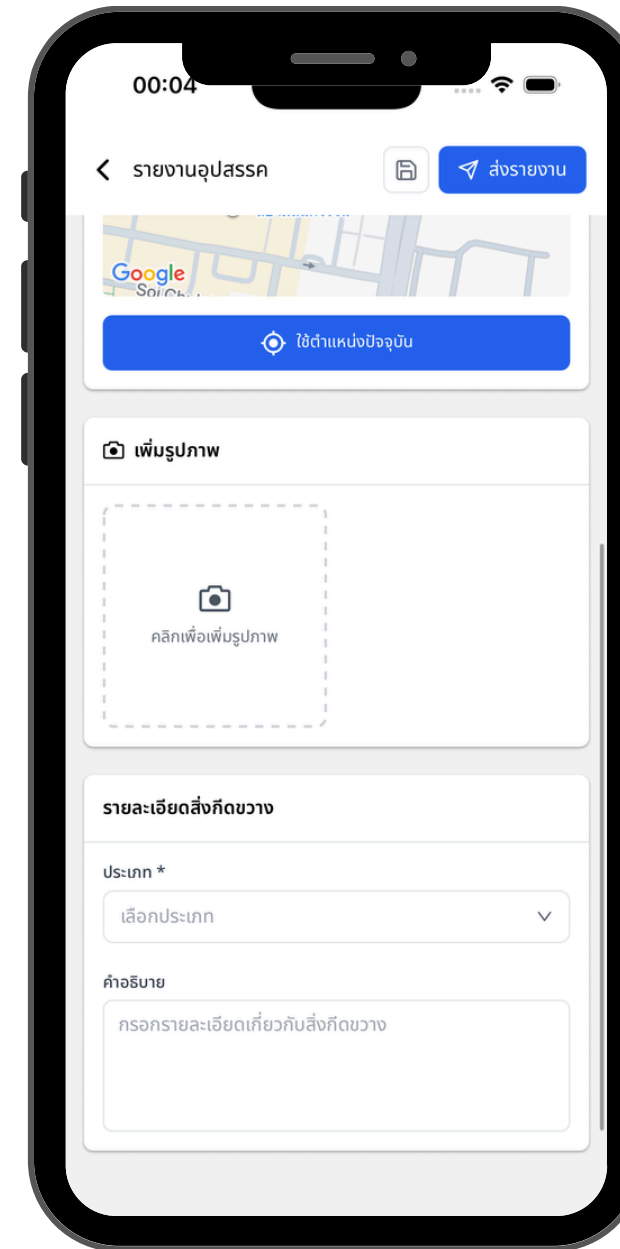 00:04
รายงานอุปสรรค
ส่งรายงาน
Google
ใช้ตำแหน่งปัจจุบัน
เพิ่มรูปภาพ
คลิกเพื่อเพิ่มรูปภาพ
รายละเอียดสิ่งกีดขวาง
ประเภท *
เลือกประเภท
คำอธิบาย
กรอกรายละเอียดเกี่ยวกับสิ่งกีดขวาง